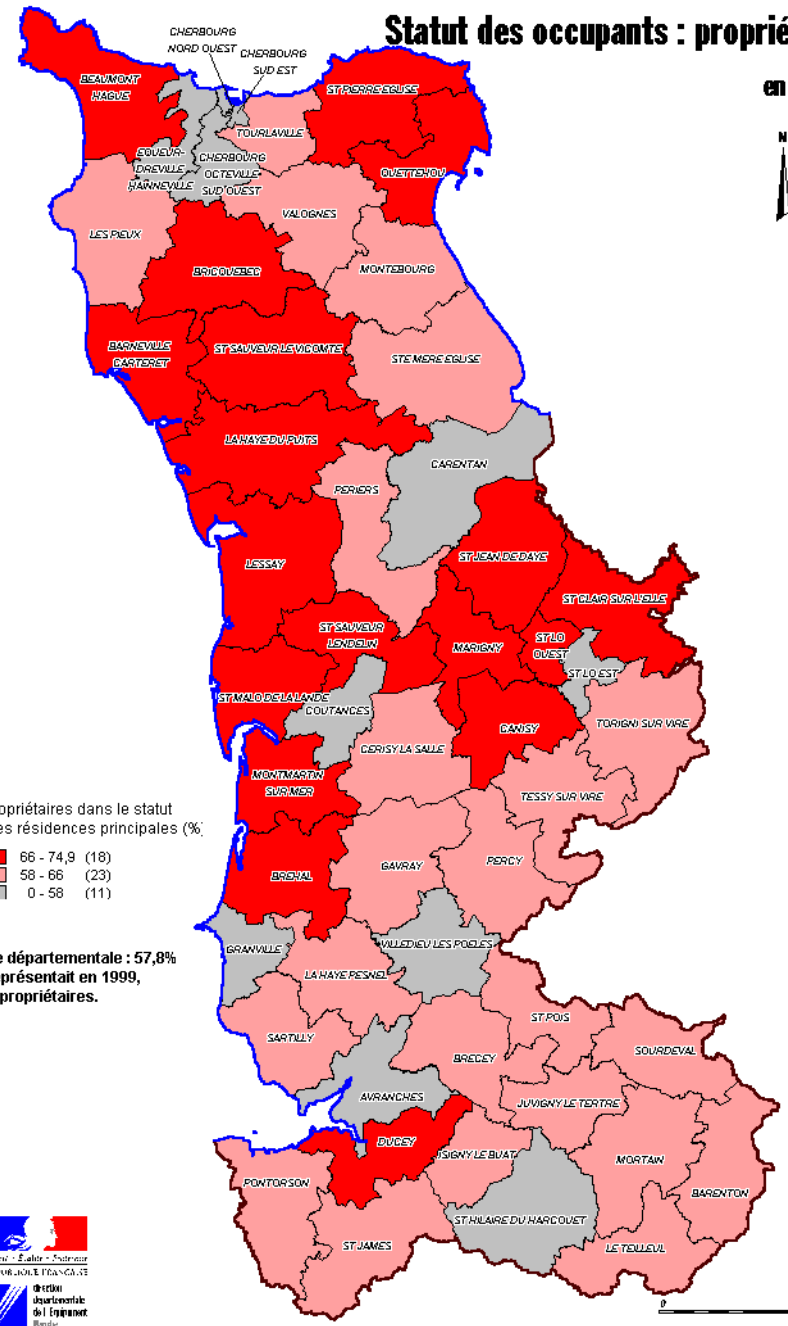 Statut des occupants : proprié
en
N
CHERBOURG
NORD OUEST
CHERBOURG
SUD EST
BEAUMONT
HAGUE
ST PIERRE EGLISE
TOURLAVILLE
EQUEUR-
DREVILLE
HAINNEVILLE
CHERBOURG
OCTEVILLE
SUD OUEST
QUETTEHOU
LES PIEUX
VALOGNES
BRICQUEBEC
MONTEBOURG
BARNEVILLE
CARTERET
ST SAUVEUR LE VICOMTE
STE MERE EGLISE
LA HAYE DU PUITS
CARENTAN
PERIERS
LESSAY
ST JEAN DE DAYE
ST CLAIR SUR L'ELLE
ST SAUVEUR
LENDELIN
MARIGNY
ST LO
OUEST
ST LO EST
ST MALO DE LA LANDE
COUTANCES
CANISY
TORIGNI SUR VIRE
CERISY LA SALLE
MONTMARTIN
SUR MER
TESSY SUR VIRE
opriétaires dans le statut
es résidences principales (%)
66 - 74,9 (18)
58 - 66 (23)
0 - 58 (11)
BREHAL
GAVRAY
PERCY
GRANVILLE
VILLEDIEU LES POELES
e départementale : 57,8%
eprésentait en 1999,
propriétaires.
LA HAYE PESNEL
SARTILLY
ST POIS
BRECEY
SOURDEVAL
AVRANCHES
JUVIGNY LE TERTRE
DUCEY
ISIGNY LE BUAT
MORTAIN
PONTORSON
BARENTON
ST HILAIRE DU HARCOUET
ST JAMES
LE TEILLEUL
direction
départementale
de l'Equipement
Manche
0